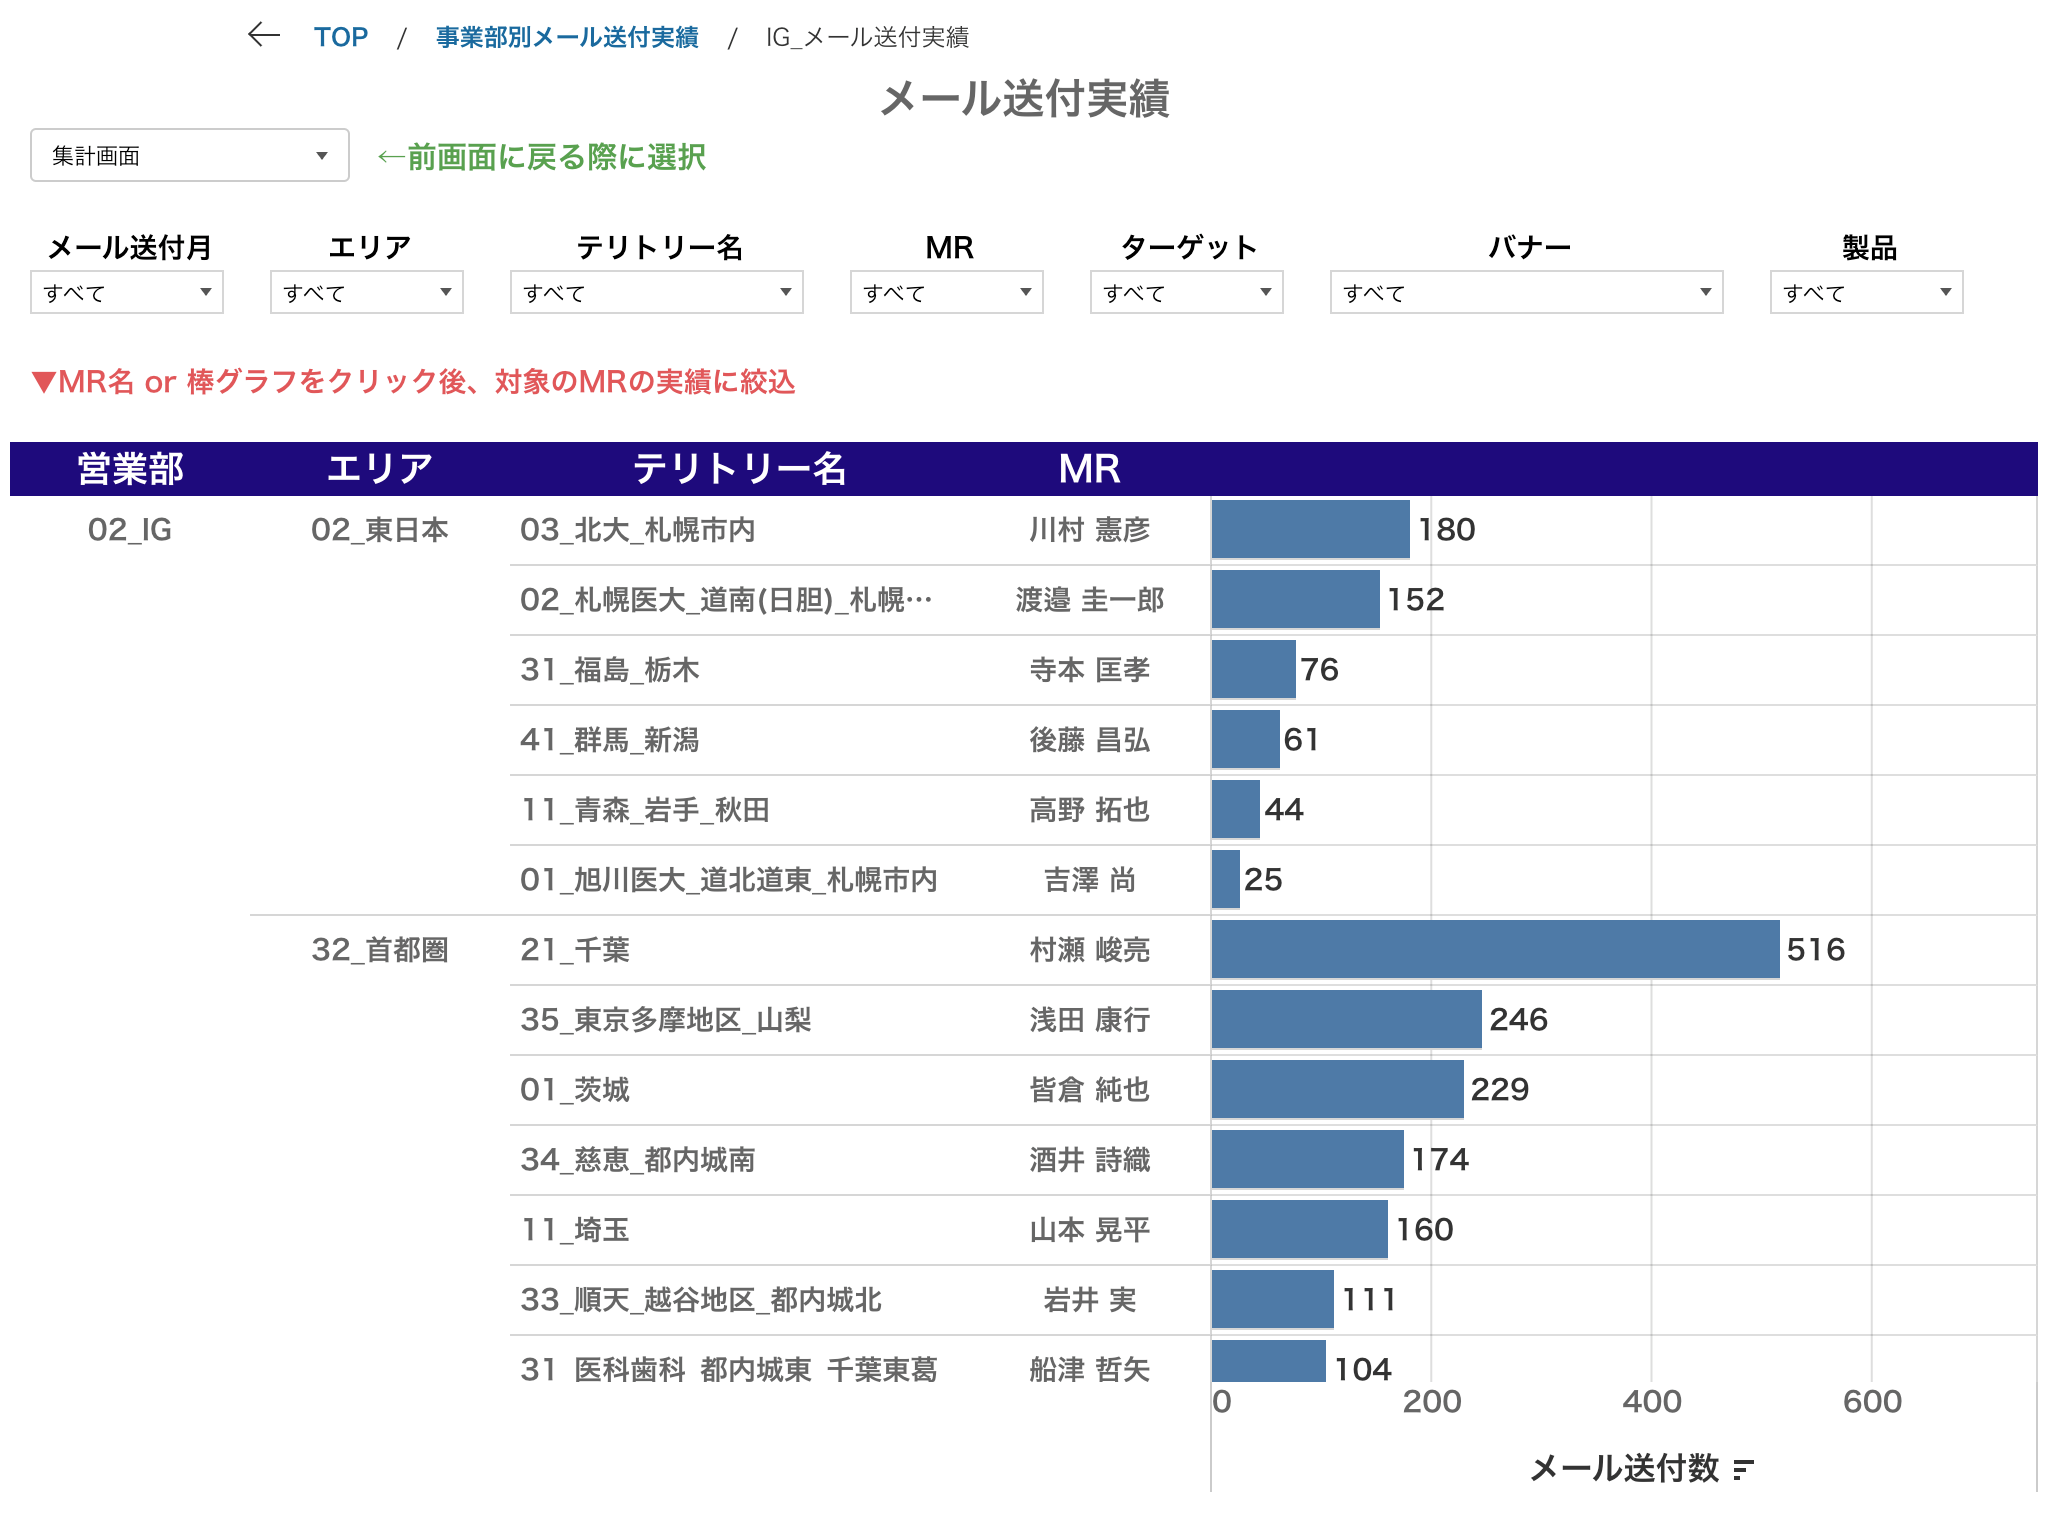 TOP / 事業部別メール送付実績 / IG_メール送付実績
メール送付実績
集計画面 ←前画面に戻る際に選択
メール送付月 エリア テリトリー名 MR ターゲット バナー 製品
すべて すべて すべて すべて すべて すべて すべて
▼MR名 or 棒グラフをクリック後、対象のMRの実績に絞込
営業部 エリア テリトリー名 MR
02_IG 02_東日本 03_北大_札幌市内 川村 憲彦 180
02_札幌医大_道南(日胆)_札幌… 渡邉 圭一郎 152
31_福島_栃木 寺本 匡孝 76
41_群馬_新潟 後藤 昌弘 61
11_青森_岩手_秋田 高野 拓也 44
01_旭川医大_道北道東_札幌市内 吉澤 尚 25
32_首都圏 21_千葉 村瀬 峻亮 516
35_東京多摩地区_山梨 浅田 康行 246
01_茨城 皆倉 純也 229
34_慈恵_都内城南 酒井 詩織 174
11_埼玉 山本 晃平 160
33_順天_越谷地区_都内城北 岩井 実 111
31 医科歯科 都内城東 千葉東葛 船津 哲矢 104
0 200 400 600
メール送付数